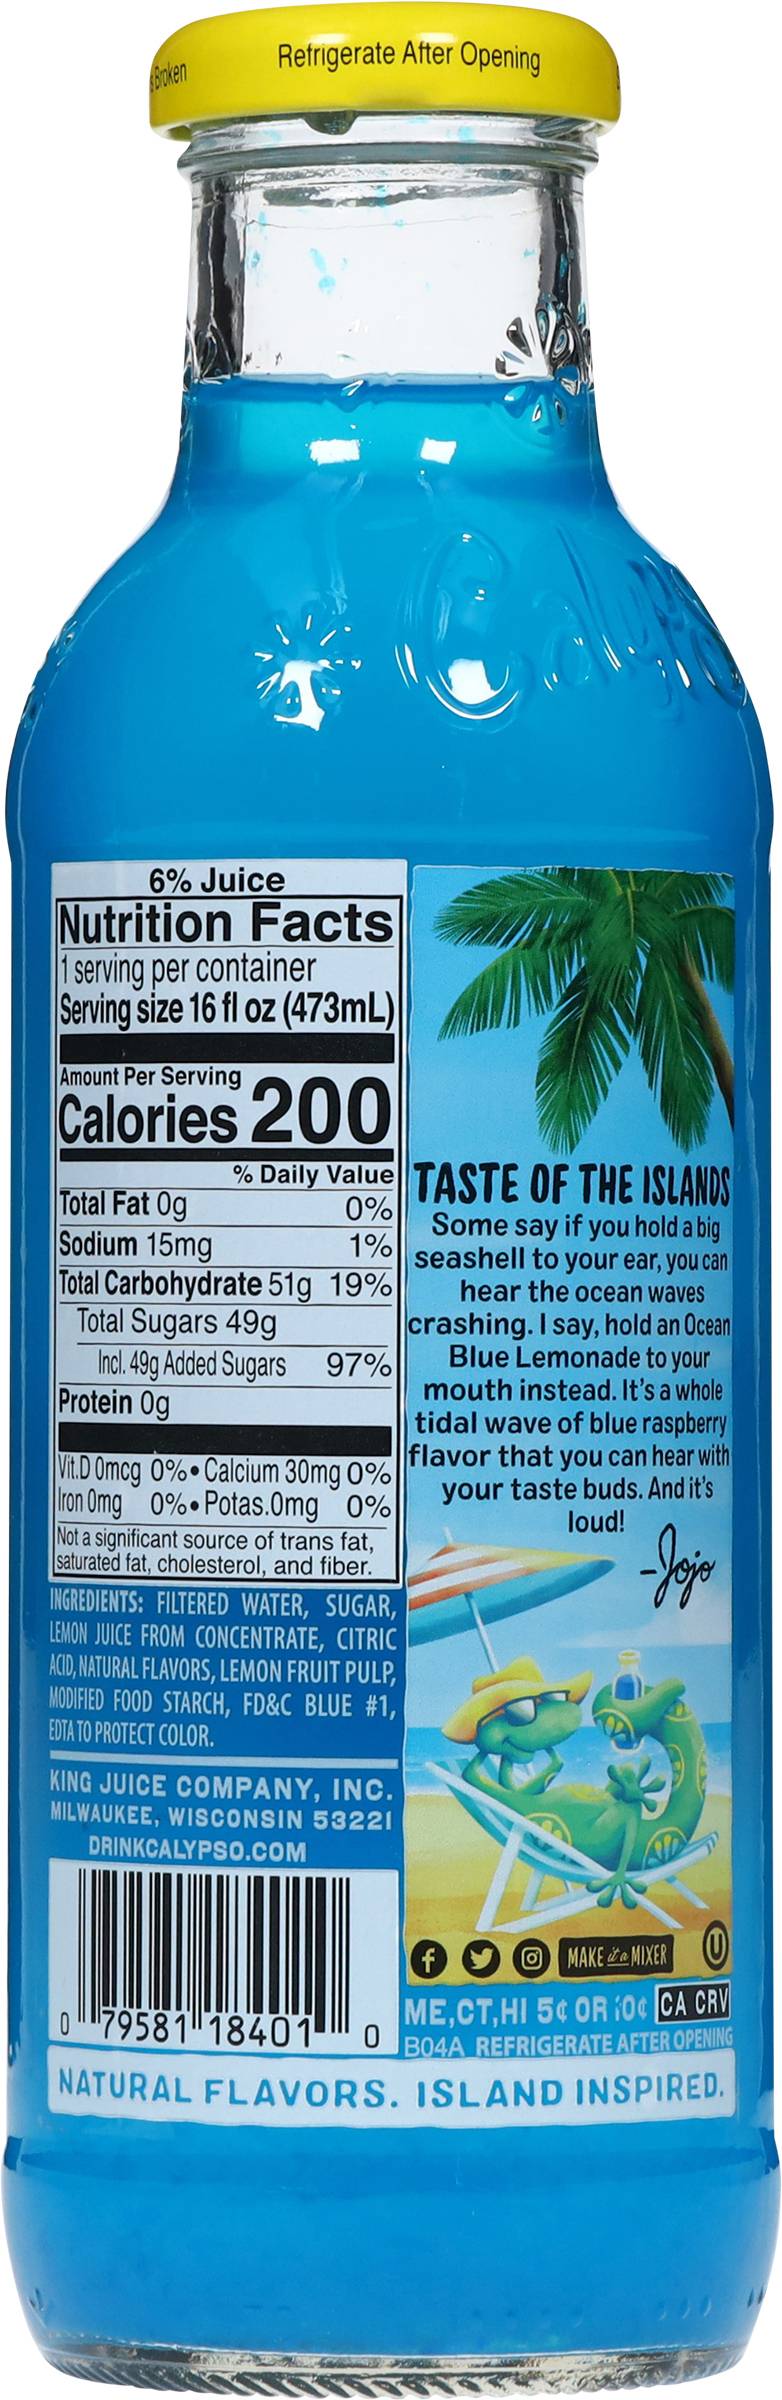 s Broken
Refrigerate After Opening
Calypso
6% Juice
Nutrition Facts
1 serving per container
Serving size 16 fl oz (473mL)
Amount Per Serving
Calories 200
% Daily Value
Total Fat 0g 0%
Sodium 15mg 1%
Total Carbohydrate 51g 19%
Total Sugars 49g
Incl. 49g Added Sugars 97%
Protein 0g
Vit.D 0mcg 0% • Calcium 30mg 0%
Iron 0mg 0% • Potas.0mg 0%
Not a significant source of trans fat,
saturated fat, cholesterol, and fiber.
INGREDIENTS: FILTERED WATER, SUGAR,
LEMON JUICE FROM CONCENTRATE, CITRIC
ACID, NATURAL FLAVORS, LEMON FRUIT PULP,
MODIFIED FOOD STARCH, FD&C BLUE #1,
EDTA TO PROTECT COLOR.
KING JUICE COMPANY, INC.
MILWAUKEE, WISCONSIN 53221
DRINKCALYPSO.COM
0 79581 18401 0
TASTE OF THE ISLANDS
Some say if you hold a big
seashell to your ear, you can
hear the ocean waves
crashing. I say, hold an Ocean
Blue Lemonade to your
mouth instead. It's a whole
tidal wave of blue raspberry
flavor that you can hear with
your taste buds. And it's
loud!
-Jojo
MAKE it a MIXER
U
ME,CT,HI 5¢ OR 10¢ CA CRV
B04A REFRIGERATE AFTER OPENING
NATURAL FLAVORS. ISLAND INSPIRED.